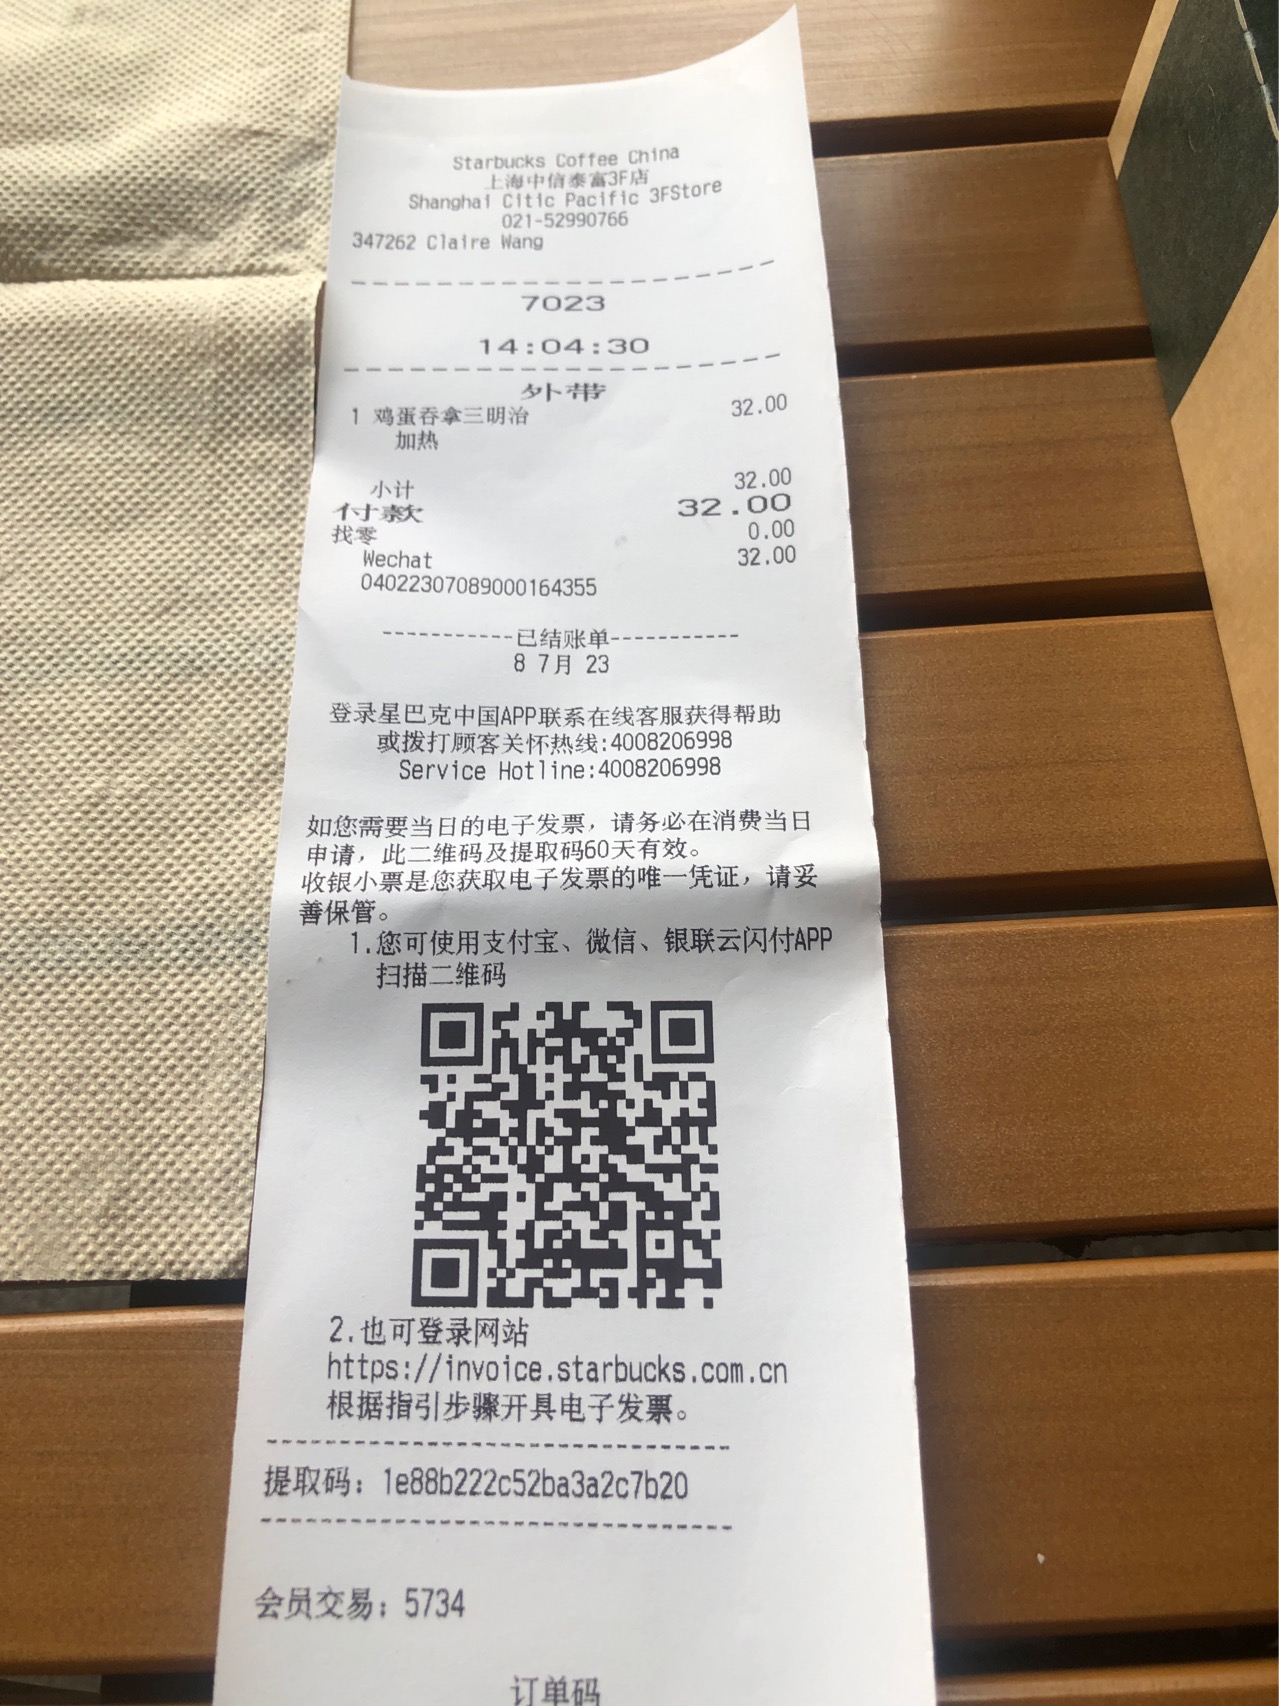 Starbucks Coffee China
上海中信泰富3F店
Shanghai Citic Pacific 3FStore
021-52990766
347262 Claire Wang
7023
14:04:30
外带
1 鸡蛋吞拿三明治 32.00
加热
小计 32.00
付款 32.00
找零 0.00
Wechat 32.00
04022307089000164355
-----------已结账单-----------
8 7月 23
登录星巴克中国APP联系在线客服获得帮助
或拨打顾客关怀热线:4008206998
Service Hotline:4008206998
如您需要当日的电子发票，请务必在消费当日
申请，此二维码及提取码60天有效。
收银小票是您获取电子发票的唯一凭证，请妥
善保管。
1.您可使用支付宝、微信、银联云闪付APP
扫描二维码
2.也可登录网站
https://invoice.starbucks.com.cn
根据指引步骤开具电子发票。
提取码：1e88b222c52ba3a2c7b20
会员交易：5734
订单码